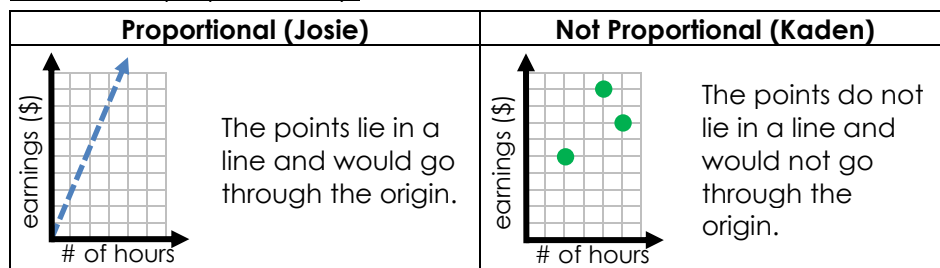 Proportional (Josie)
Not Proportional (Kaden)
earnings ($)
The points lie in a
line and would go
through the origin.
# of hours
earnings ($)
The points do not
lie in a line and
would not go
through the
origin.
# of hours